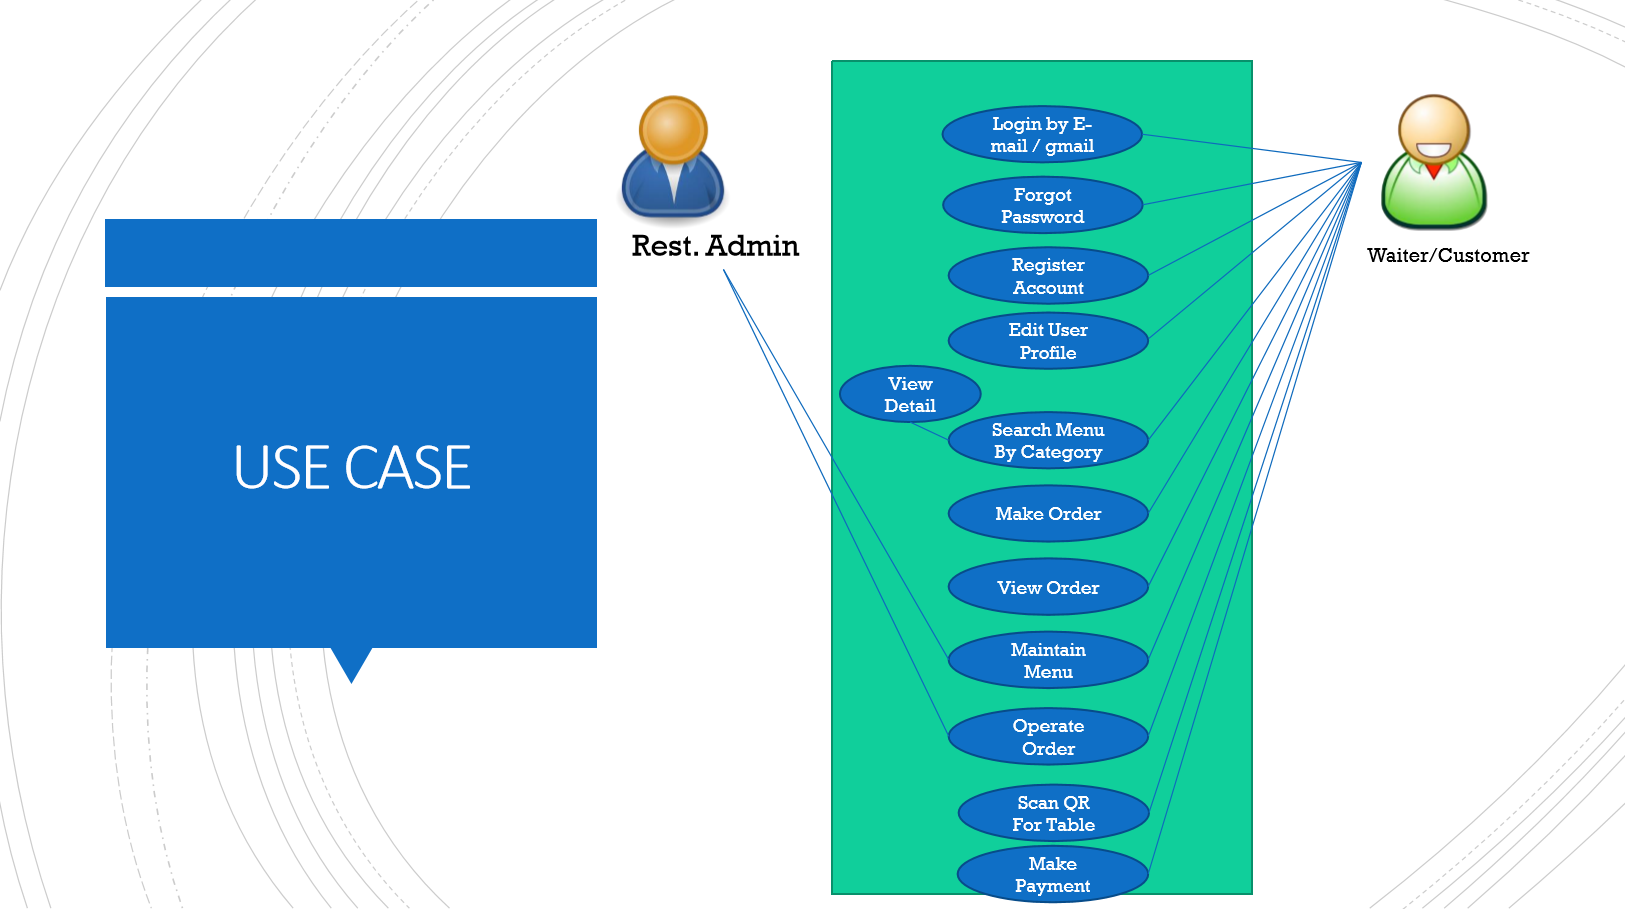 USE CASE
Rest. Admin
Login by E-
mail / gmail
Forgot
Password
Register
Account
Edit User
Profile
View
Detail
Search Menu
By Category
Make Order
View Order
Maintain
Menu
Operate
Order
Scan QR
For Table
Make
Payment
Waiter/Customer